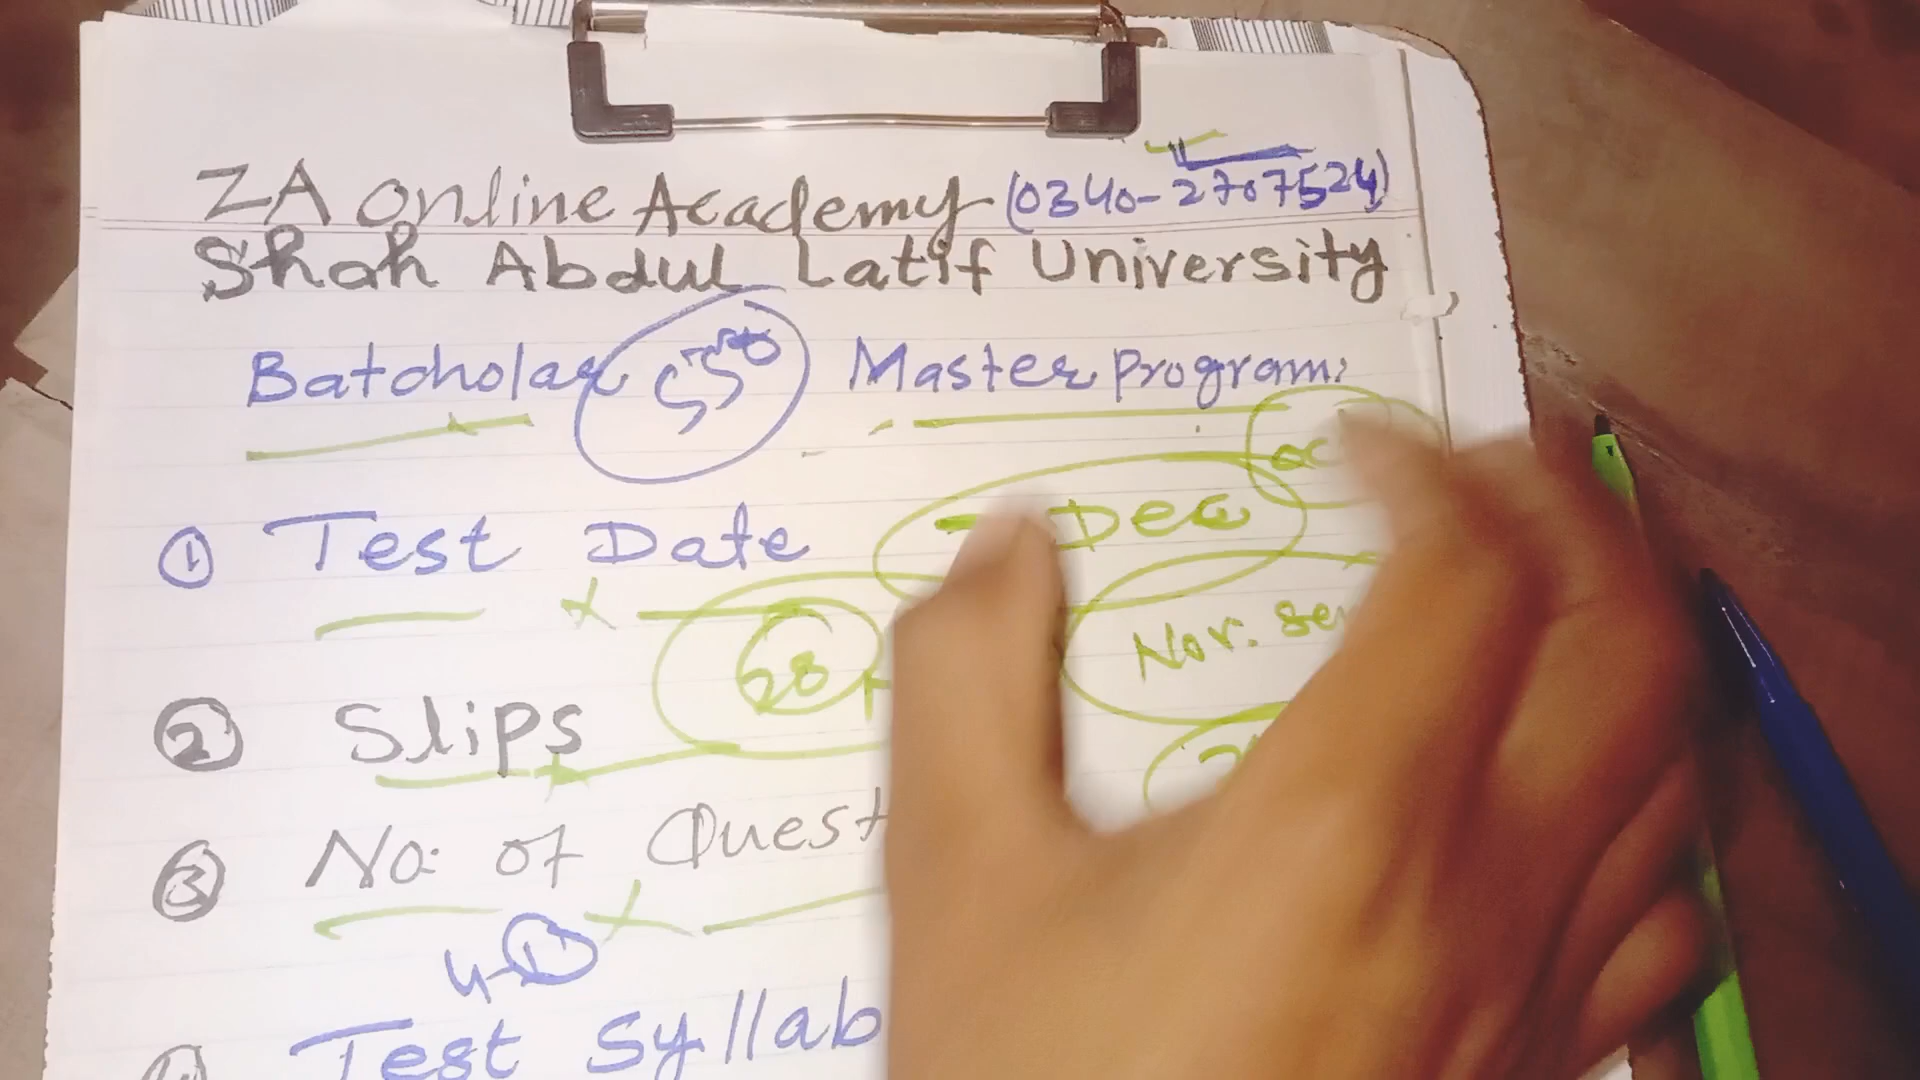 ZA Online Academy (0340-2707524)
Shah Abdul Latif University
Batcholar Master program:
① Test Date Dec
Nov.
② Slips 28
③ No: of Quest
Test Syllab